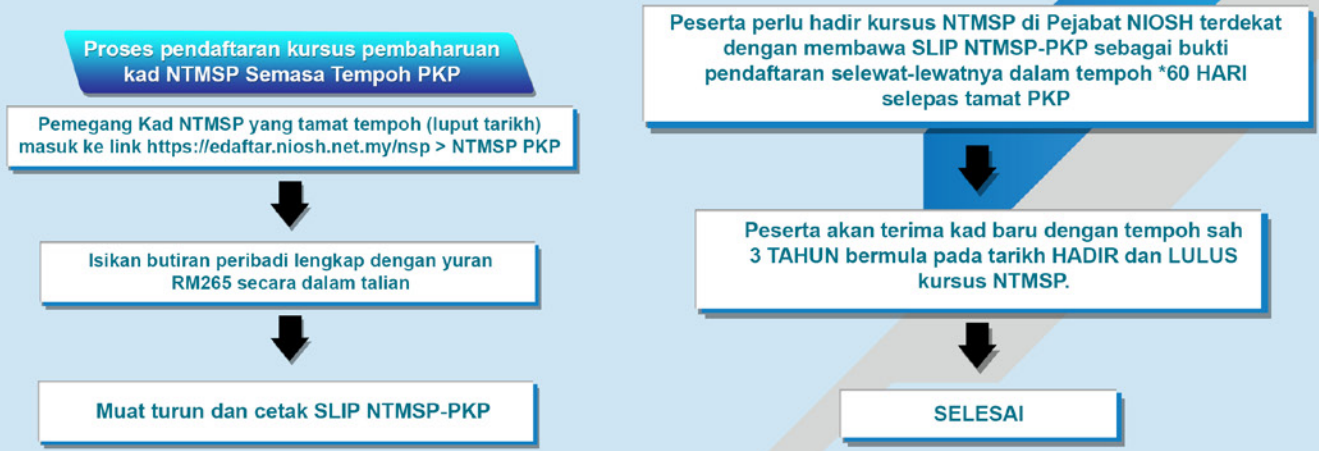 Proses pendaftaran kursus pembaharuan
kad NTMSP Semasa Tempoh PKP
Pemegang Kad NTMSP yang tamat tempoh (luput tarikh)
masuk ke link https://edaftar.niosh.net.my/nsp > NTMSP PKP
Isikan butiran peribadi lengkap dengan yuran
RM265 secara dalam talian
Muat turun dan cetak SLIP NTMSP-PKP
Peserta perlu hadir kursus NTMSP di Pejabat NIOSH terdekat
dengan membawa SLIP NTMSP-PKP sebagai bukti
pendaftaran selewat-lewatnya dalam tempoh *60 HARI
selepas tamat PKP
Peserta akan terima kad baru dengan tempoh sah
3 TAHUN bermula pada tarikh HADIR dan LULUS
kursus NTMSP.
SELESAI